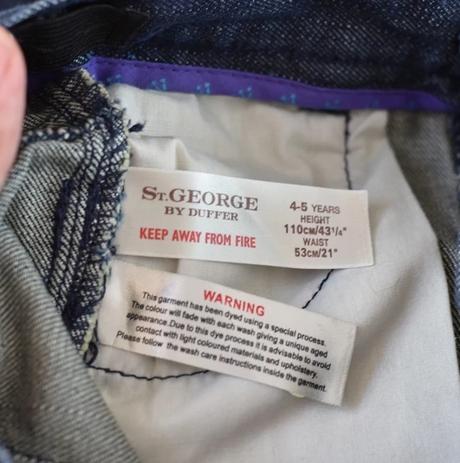 ST.GEORGE
BY DUFFER
KEEP AWAY FROM FIRE
4-5 YEARS
HEIGHT
110CM/43¼"
WAIST
53CM/21"
WARNING
This garment has been dyed using a special process.
The colour will fade with each wash giving a unique aged
appearance.Due to this dye process it is advisable to avoid
contact with light coloured materials and upholstery.
Please follow the wash care instructions inside the garment.